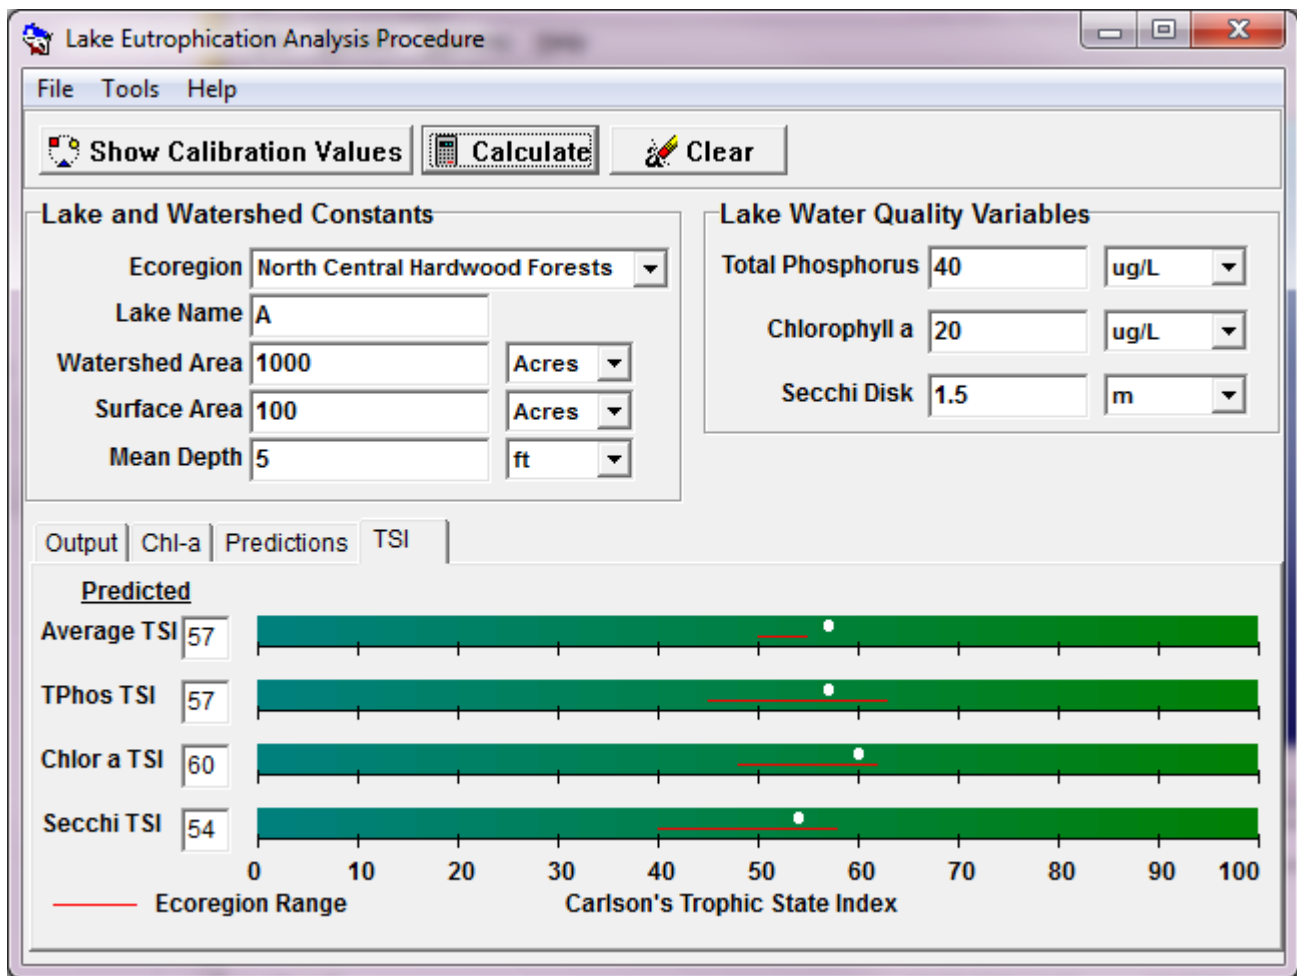 Lake Eutrophication Analysis Procedure
File Tools Help
Show Calibration Values Calculate Clear
Lake and Watershed Constants
Ecoregion North Central Hardwood Forests
Lake Name A
Watershed Area 1000 Acres
Surface Area 100 Acres
Mean Depth 5 ft
Lake Water Quality Variables
Total Phosphorus 40 ug/L
Chlorophyll a 20 ug/L
Secchi Disk 1.5 m
Output Chl-a Predictions TSI
Predicted
Average TSI 57
TPhos TSI 57
Chlor a TSI 60
Secchi TSI 54
0 10 20 30 40 50 60 70 80 90 100
Ecoregion Range Carlson's Trophic State Index